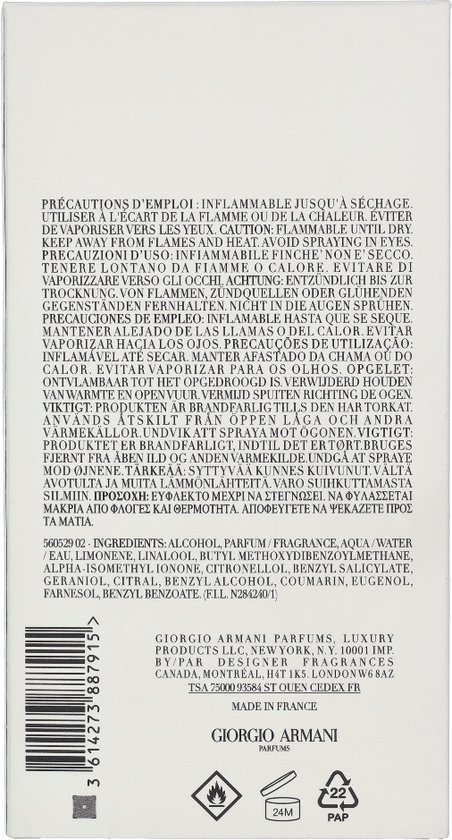 PRÉCAUTIONS D'EMPLOI : INFLAMMABLE JUSQU'À SÉCHAGE.
UTILISER À L'ÉCART DE LA FLAMME OU DE LA CHALEUR. ÉVITER
DE VAPORISER VERS LES YEUX. CAUTION: FLAMMABLE UNTIL DRY.
KEEP AWAY FROM FLAMES AND HEAT. AVOID SPRAYING IN EYES.
PRECAUZIONI D'USO: INFIAMMABILE FINCHE' NON E' SECCO.
TENERE LONTANO DA FIAMME O CALORE. EVITARE DI
VAPORIZZARE VERSO GLI OCCHI. ACHTUNG: ENTZÜNDLICH BIS ZUR
TROCKNUNG. VON FLAMMEN, ZÜNDQUELLEN ODER GLÜHENDEN
GEGENSTÄNDEN FERNHALTEN. NICHT IN DIE AUGEN SPRÜHEN.
PRECAUCIONES DE EMPLEO: INFLAMABLE HASTA QUE SE SEQUE.
MANTENER ALEJADO DE LAS LLAMAS O DEL CALOR. EVITAR
VAPORIZAR HACIA LOS OJOS. PRECAUÇÕES DE UTILIZAÇÃO:
INFLAMÁVEL ATÉ SECAR. MANTER AFASTADO DA CHAMA OU DO
CALOR. EVITAR VAPORIZAR PARA OS OLHOS. OPGELET:
ONTVLAMBAAR TOT HET OPGEDROOGD IS. VERWIJDERD HOUDEN
VAN WARMTE EN OPEN VUUR. VERMIJD SPUITEN RICHTING DE OGEN.
VIKTIGT: PRODUKTEN ÄR BRANDFARLIG TILLS DEN HAR TORKAT.
ANVÄNDS ÅTSKILT FRÅN ÖPPEN LÅGA OCH ANDRA
VÄRMEKÄLLOR. UNDVIK ATT SPRAYA MOT ÖGONEN. VIGTIGT:
PRODUKTET ER BRANDFARLIGT, INDTIL DET ER TØRT. BRUGES
FJERNT FRA ÅBEN ILD OG ANDEN VARMEKILDE. UNDGÅ AT SPRAYE
MOD ØJNENE. TÄRKEÄÄ: SYTTYVÄÄ KUNNES KUIVUNUT. VÄLTÄ
AVOTULTA JA MUITA LÄMMÖNLÄHTEITÄ. VARO SUIHKUTTAMASTA
SILMIIN. ΠΡΟΣΟΧΗ: ΕΥΦΛΕΚΤΟ ΜΕΧΡΙ ΝΑ ΣΤΕΓΝΩΣΕΙ. ΝΑ ΦΥΛΑΣΣΕΤΑΙ
ΜΑΚΡΙΑ ΑΠΟ ΦΛΟΓΕΣ ΚΑΙ ΘΕΡΜΟΤΗΤΑ. ΑΠΟΦΕΥΓΕΤΕ ΝΑ ΨΕΚΑΖΕΤΕ ΠΡΟΣ
ΤΑ ΜΑΤΙΑ.
560529 02 - INGREDIENTS: ALCOHOL, PARFUM / FRAGRANCE, AQUA / WATER
/ EAU, LIMONENE, LINALOOL, BUTYL METHOXYDIBENZOYLMETHANE,
ALPHA-ISOMETHYL IONONE, CITRONELLOL, BENZYL SALICYLATE,
GERANIOL, CITRAL, BENZYL ALCOHOL, COUMARIN, EUGENOL,
FARNESOL, BENZYL BENZOATE. (F.I.L. N284240/1)
GIORGIO ARMANI PARFUMS, LUXURY
PRODUCTS LLC, NEW YORK, N.Y. 10001 IMP.
BY/PAR DESIGNER FRAGRANCES
CANADA, MONTRÉAL, H4T 1K5. LONDON W6 8AZ
TSA 75000 93584 ST OUEN CEDEX FR
MADE IN FRANCE
GIORGIO ARMANI
PARFUMS
3 614273 887915 >
24M
22
PAP